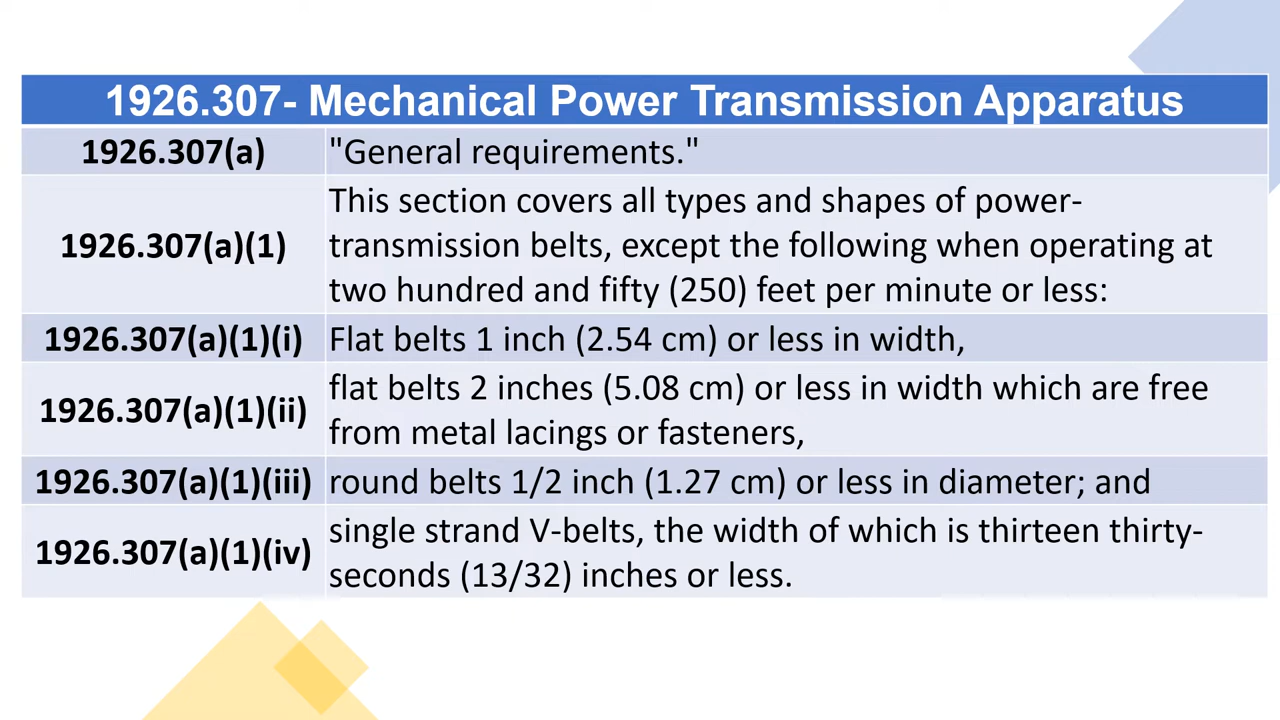 1926.307- Mechanical Power Transmission Apparatus
1926.307(a)
"General requirements."
1926.307(a)(1)
This section covers all types and shapes of power-
transmission belts, except the following when operating at
two hundred and fifty (250) feet per minute or less:
1926.307(a)(1)(i)
Flat belts 1 inch (2.54 cm) or less in width,
1926.307(a)(1)(ii)
flat belts 2 inches (5.08 cm) or less in width which are free
from metal lacings or fasteners,
1926.307(a)(1)(iii)
round belts 1/2 inch (1.27 cm) or less in diameter; and
1926.307(a)(1)(iv)
single strand V-belts, the width of which is thirteen thirty-
seconds (13/32) inches or less.